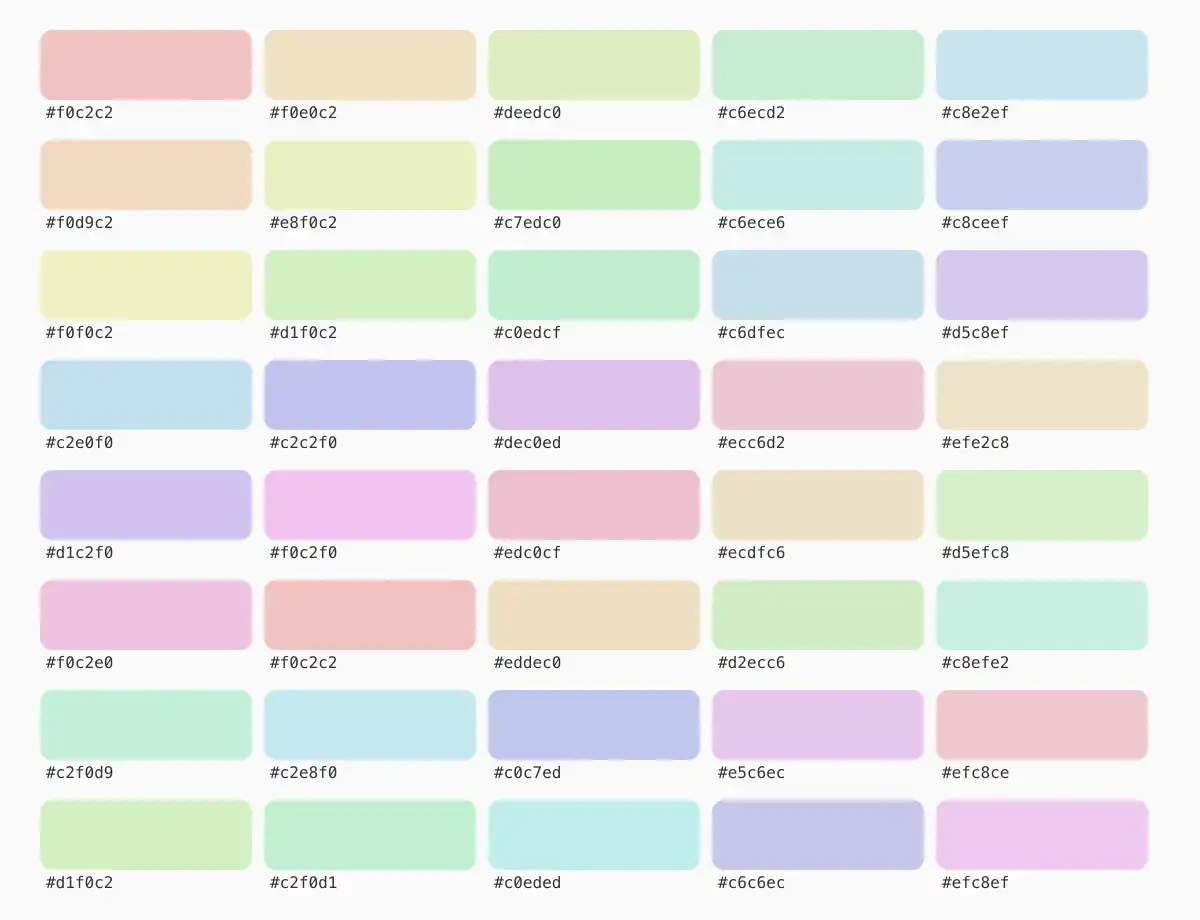 #f0c2c2 #f0e0c2 #deedc0 #c6ecd2 #c8e2ef
#f0d9c2 #e8f0c2 #c7edc0 #c6ece6 #c8ceef
#f0f0c2 #d1f0c2 #c0edcf #c6dfec #d5c8ef
#c2e0f0 #c2c2f0 #dec0ed #ecc6d2 #efe2c8
#d1c2f0 #f0c2f0 #edc0cf #ecdfc6 #d5efc8
#f0c2e0 #f0c2c2 #eddec0 #d2ecc6 #c8efe2
#c2f0d9 #c2e8f0 #c0c7ed #e5c6ec #efc8ce
#d1f0c2 #c2f0d1 #c0eded #c6c6ec #efc8ef